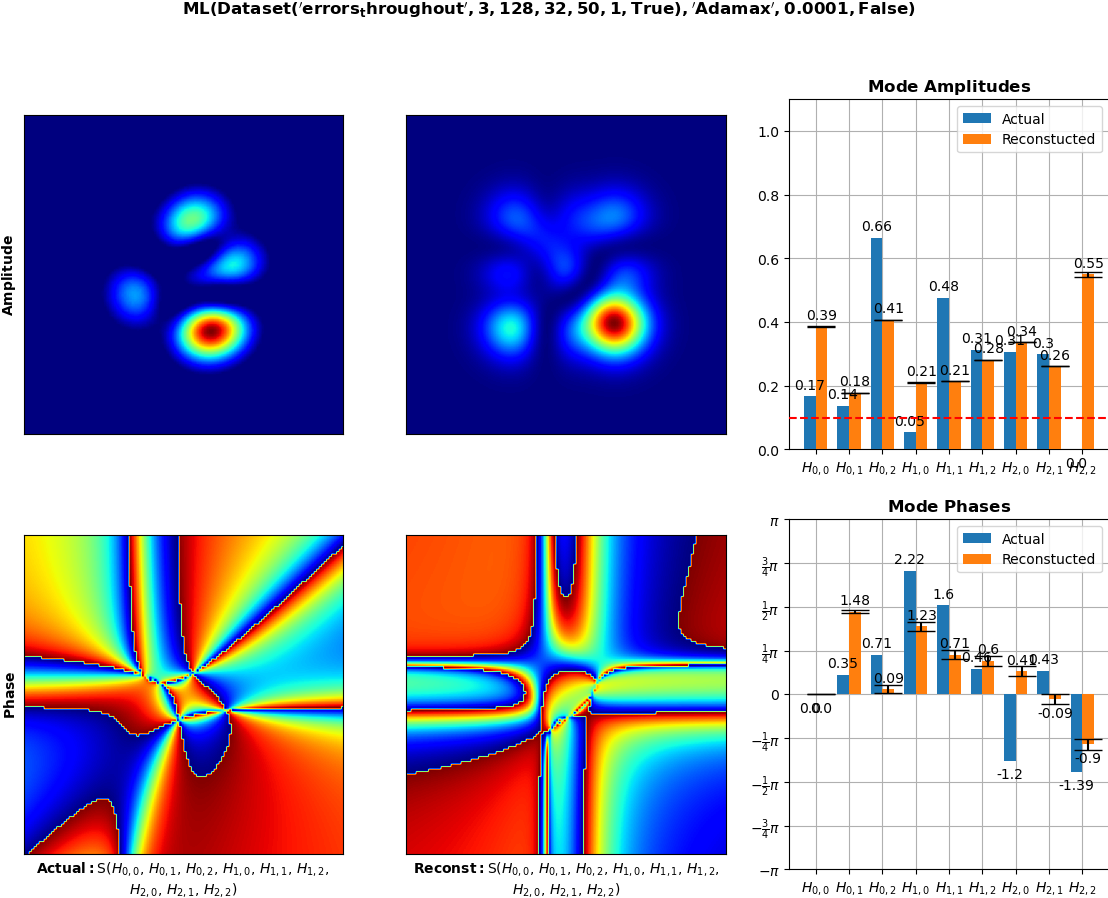 ML(Dataset('errors_throughout', 3, 128, 32, 50, 1, True), 'Adamax', 0.0001, False)
Amplitude
Mode Amplitudes
Actual
Reconstucted
1.0
0.8
0.6
0.4
0.2
0.0
0.17
0.39
0.14
0.18
0.66
0.41
0.05
0.21
0.48
0.21
0.31
0.28
0.31
0.34
0.3
0.26
0.0
0.55
H0,0 H0,1 H0,2 H1,0 H1,1 H1,2 H2,0 H2,1 H2,2
Phase
Mode Phases
Actual
Reconstucted
π
3/4π
1/2π
1/4π
0
−1/4π
−1/2π
−3/4π
−π
0.0
0.0
0.35
1.48
0.71
0.09
2.22
1.23
1.6
0.71
0.46
0.6
-1.2
0.41
0.43
-0.09
-1.39
-0.9
H0,0 H0,1 H0,2 H1,0 H1,1 H1,2 H2,0 H2,1 H2,2
Actual: S(H0,0, H0,1, H0,2, H1,0, H1,1, H1,2,
H2,0, H2,1, H2,2)
Reconst: S(H0,0, H0,1, H0,2, H1,0, H1,1, H1,2,
H2,0, H2,1, H2,2)